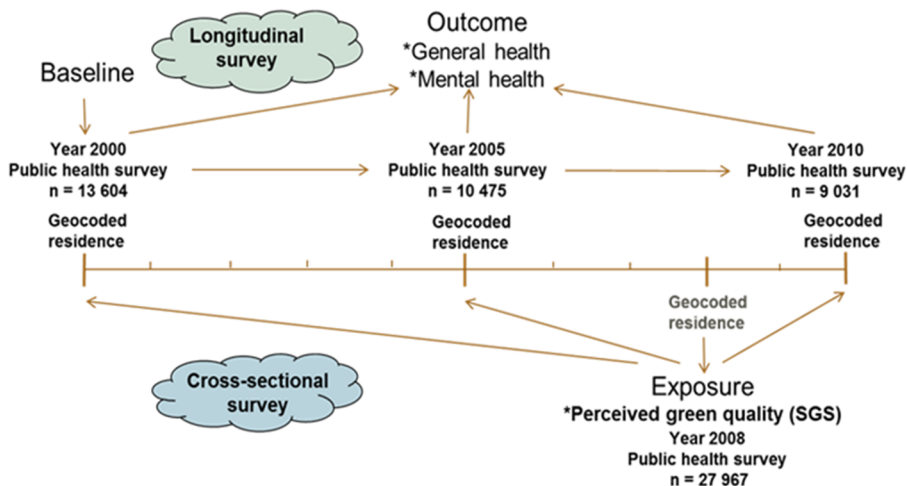 Longitudinal
survey
Outcome
*General health
*Mental health
Baseline
Year 2000
Public health survey
n = 13 604
Year 2005
Public health survey
n = 10 475
Year 2010
Public health survey
n = 9 031
Geocoded
residence
Geocoded
residence
Geocoded
residence
Geocoded
residence
Cross-sectional
survey
Exposure
*Perceived green quality (SGS)
Year 2008
Public health survey
n = 27 967